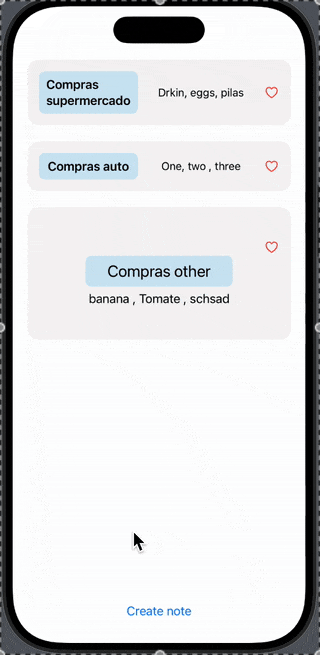 Compras
supermercado
Drkin, eggs, pilas
Compras auto
One, two , three
Compras other
banana , Tomate , schsad
Create note